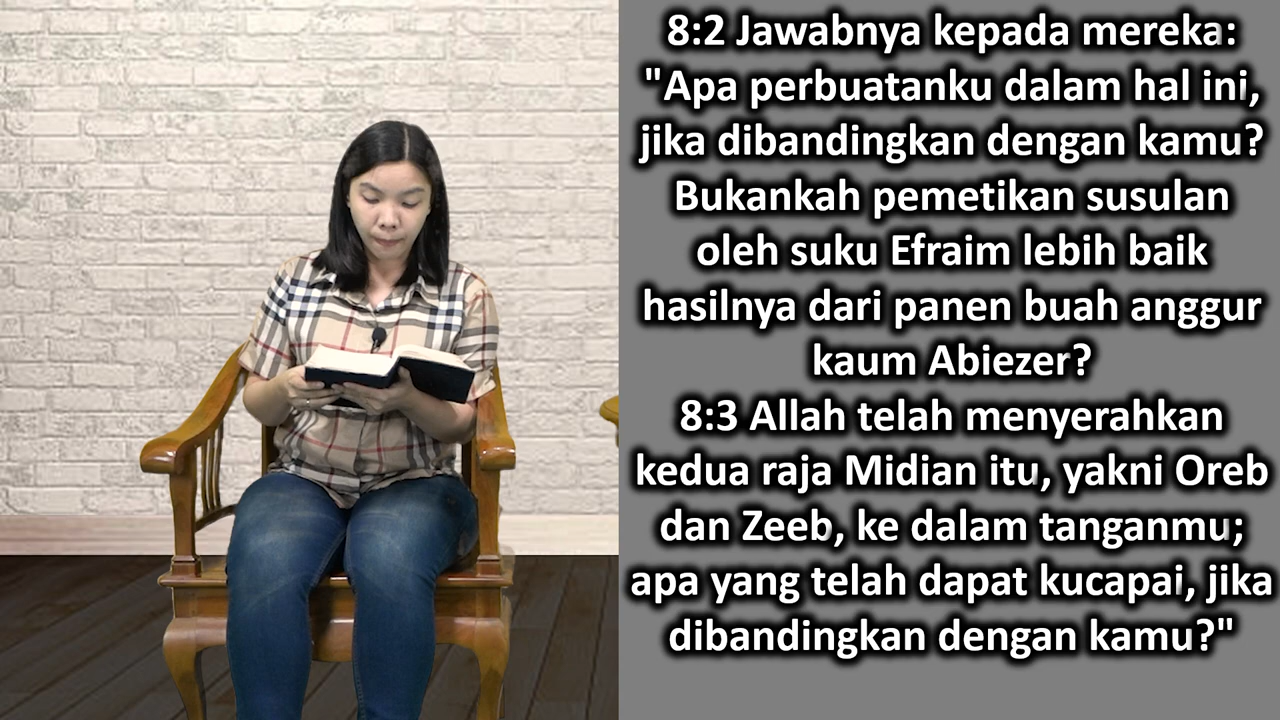 8:2 Jawabnya kepada mereka:
"Apa perbuatanku dalam hal ini,
jika dibandingkan dengan kamu?
Bukankah pemetikan susulan
oleh suku Efraim lebih baik
hasilnya dari panen buah anggur
kaum Abiezer?
8:3 Allah telah menyerahkan
kedua raja Midian itu, yakni Oreb
dan Zeeb, ke dalam tanganmu;
apa yang telah dapat kucapai, jika
dibandingkan dengan kamu?"